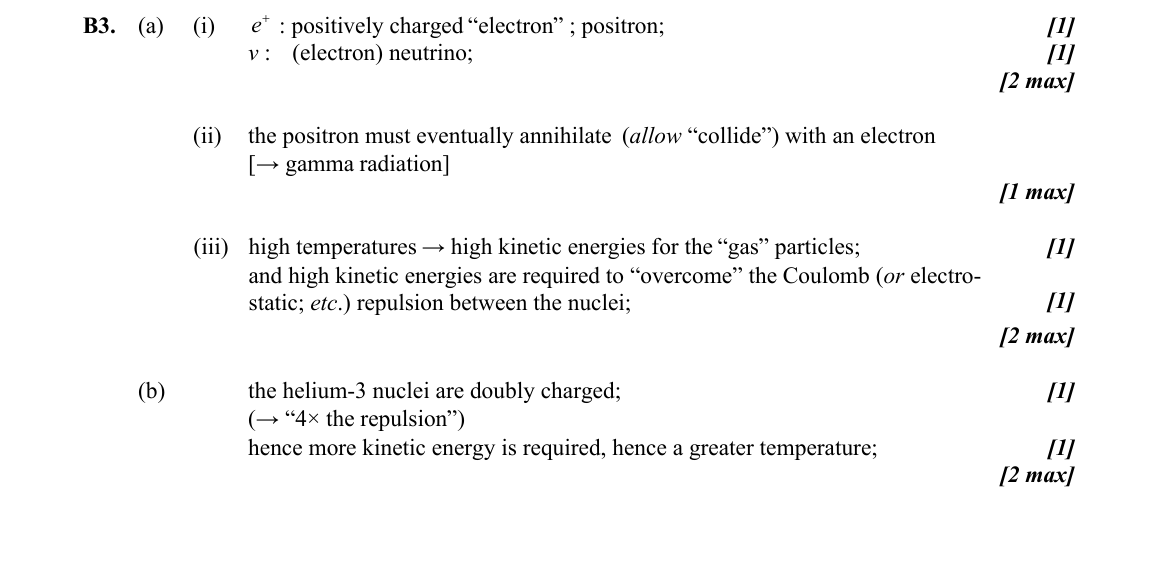 B3. (a) (i) e⁺ : positively charged “electron” ; positron; [1]
ν : (electron) neutrino; [1]
[2 max]
(ii) the positron must eventually annihilate (allow “collide”) with an electron
[→ gamma radiation]
[1 max]
(iii) high temperatures → high kinetic energies for the “gas” particles; [1]
and high kinetic energies are required to “overcome” the Coulomb (or electro-
static; etc.) repulsion between the nuclei; [1]
[2 max]
(b) the helium-3 nuclei are doubly charged; [1]
(→ “4× the repulsion”)
hence more kinetic energy is required, hence a greater temperature; [1]
[2 max]